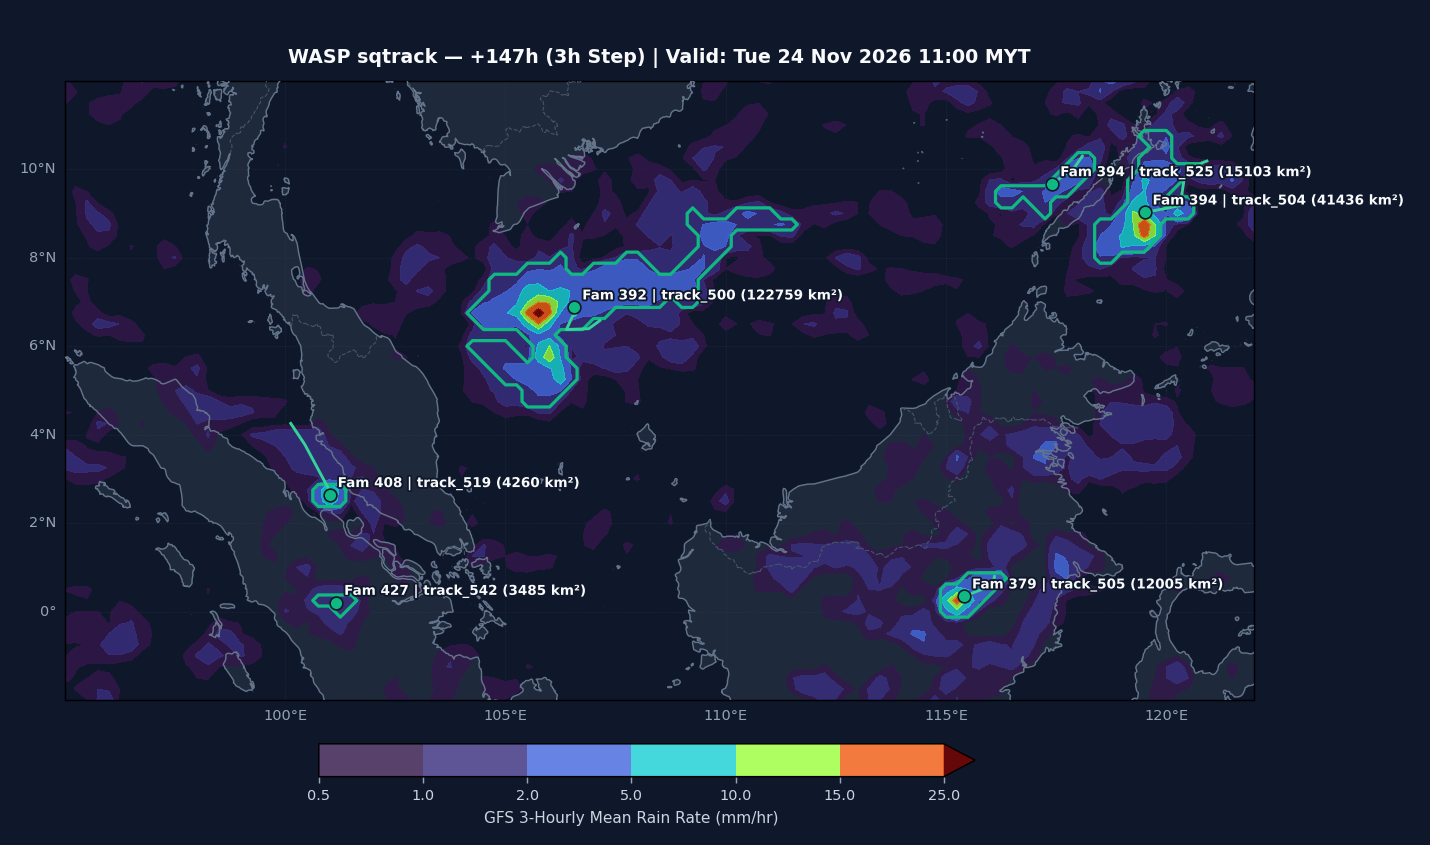 WASP sqtrack — +147h (3h Step) | Valid: Tue 24 Nov 2026 11:00 MYT
10°N
8°N
6°N
4°N
2°N
0°
Fam 394 | track_525 (15103 km²)
Fam 394 | track_504 (41436 km²)
Fam 392 | track_500 (122759 km²)
Fam 408 | track_519 (4260 km²)
Fam 379 | track_505 (12005 km²)
Fam 427 | track_542 (3485 km²)
100°E 105°E 110°E 115°E 120°E
0.5 1.0 2.0 5.0 10.0 15.0 25.0
GFS 3-Hourly Mean Rain Rate (mm/hr)